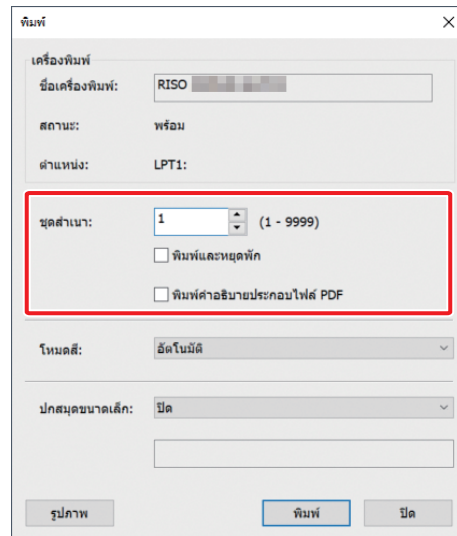 พิมพ์
เครื่องพิมพ์
ชื่อเครื่องพิมพ์: RISO
สถานะ: พร้อม
ตำแหน่ง: LPT1:
ชุดสำเนา: 1 (1 - 9999)
พิมพ์และหยุดพัก
พิมพ์คำอธิบายประกอบไฟล์ PDF
โหมดสี: อัตโนมัติ
ปกสมุดขนาดเล็ก: ปิด
รูปภาพ พิมพ์ ปิด